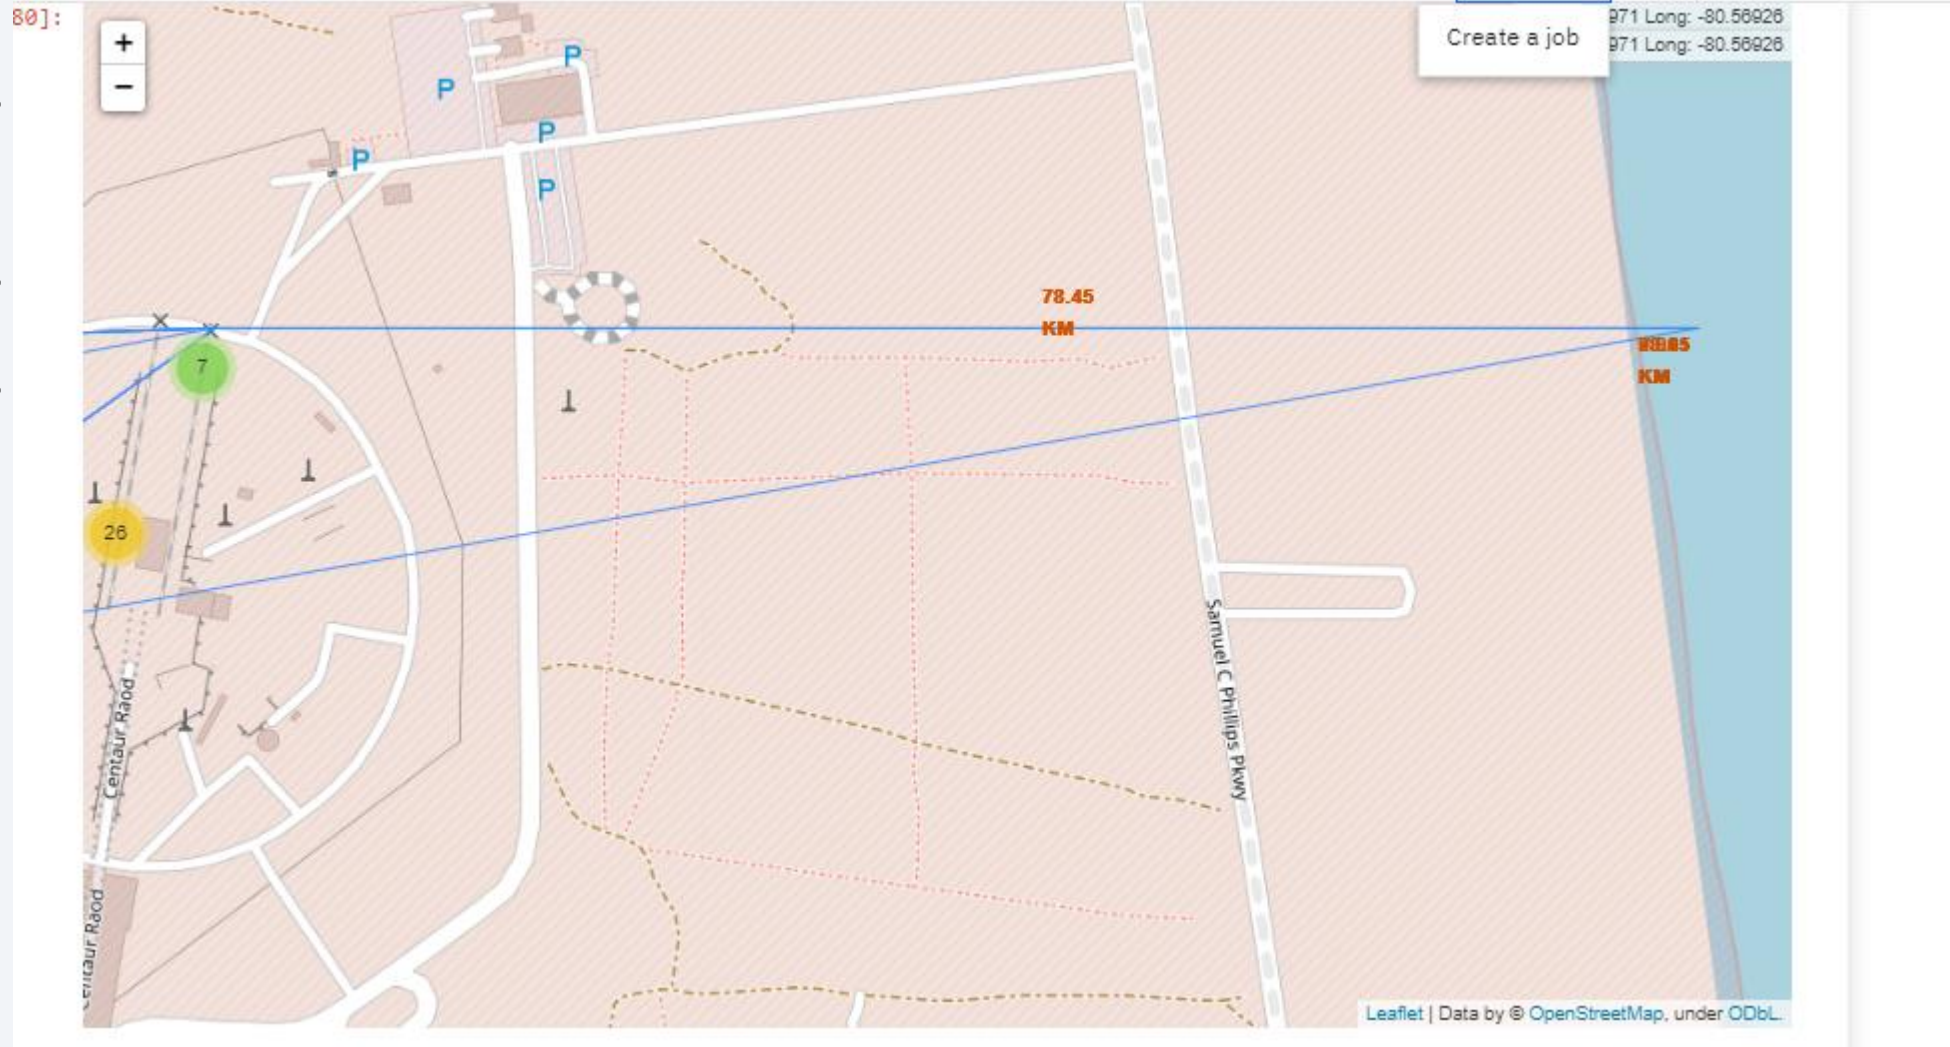 80]:
+
−
Create a job
971 Long: -80.56926
971 Long: -80.56926
P
P
P
P
P
78.45
KM
KM
7
26
Samuel C Phillips Pkwy
Centaur Raod
Centaur Raod
Leaflet | Data by © OpenStreetMap, under ODbL.